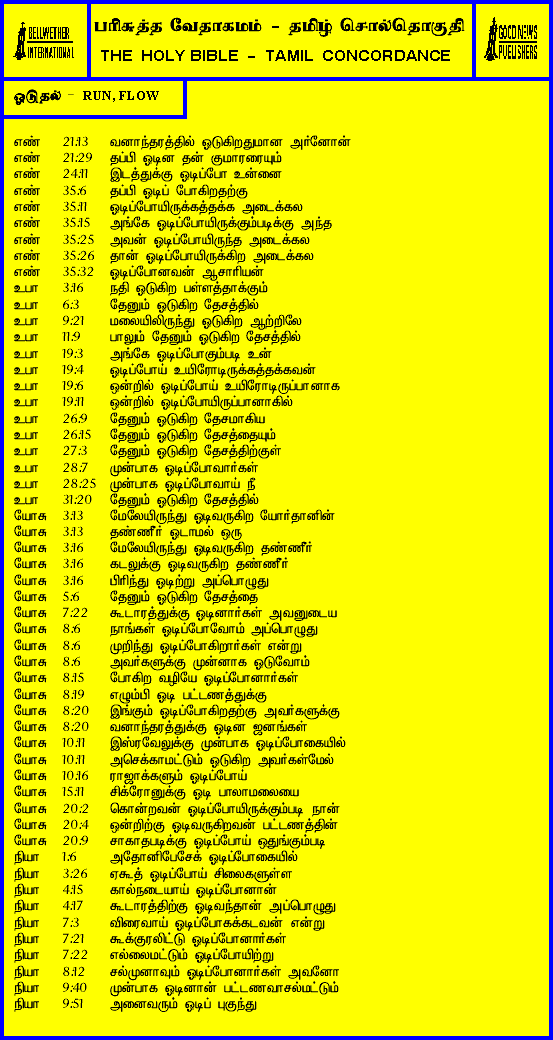 BELLWETHER
INTERNATIONAL
பரிசுத்த வேதாகமம் - தமிழ் சொல்தொகுதி
THE HOLY BIBLE - TAMIL CONCORDANCE
GOOD NEWS
PUBLISHERS
ஓடுதல் - RUN, FLOW
எண் 21:13 வனாந்தரத்தில் ஓடுகிறதுமான அர்னோன்
எண் 21:29 தப்பி ஓடின தன் குமாரரையும்
எண் 24:11 இடத்துக்கு ஓடிப்போ உன்னை
எண் 35:6 தப்பி ஓடிப் போகிறதற்கு
எண் 35:11 ஓடிப்போயிருக்கத்தக்க அடைக்கல
எண் 35:15 அங்கே ஓடிப்போயிருக்கும்படிக்கு அந்த
எண் 35:25 அவன் ஓடிப்போயிருந்த அடைக்கல
எண் 35:26 தான் ஓடிப்போயிருக்கிற அடைக்கல
எண் 35:32 ஓடிப்போனவன் ஆசாரியன்
உபா 3:16 நதி ஓடுகிற பள்ளத்தாக்கும்
உபா 6:3 தேனும் ஓடுகிற தேசத்தில்
உபா 9:21 மலையிலிருந்து ஓடுகிற ஆற்றிலே
உபா 11:9 பாலும் தேனும் ஓடுகிற தேசத்தில்
உபா 19:3 அங்கே ஓடிப்போகும்படி உன்
உபா 19:4 ஓடிப்போய் உயிரோடிருக்கத்தக்கவன்
உபா 19:6 ஒன்றில் ஓடிப்போய் உயிரோடிருப்பானாக
உபா 19:11 ஒன்றில் ஓடிப்போயிருப்பானாகில்
உபா 26:9 தேனும் ஓடுகிற தேசமாகிய
உபா 26:15 தேனும் ஓடுகிற தேசத்தையும்
உபா 27:3 தேனும் ஓடுகிற தேசத்திற்குள்
உபா 28:7 முன்பாக ஓடிப்போவார்கள்
உபா 28:25 முன்பாக ஓடிப்போவாய் நீ
உபா 31:20 தேனும் ஓடுகிற தேசத்தில்
யோசு 3:13 மேலேயிருந்து ஓடிவருகிற யோர்தானின்
யோசு 3:13 தண்ணீர் ஓடாமல் ஒரு
யோசு 3:16 மேலேயிருந்து ஓடிவருகிற தண்ணீர்
யோசு 3:16 கடலுக்கு ஓடிவருகிற தண்ணீர்
யோசு 3:16 பிரிந்து ஓடிற்று அப்பொழுது
யோசு 5:6 தேனும் ஓடுகிற தேசத்தை
யோசு 7:22 கூடாரத்துக்கு ஓடினார்கள் அவனுடைய
யோசு 8:6 நாங்கள் ஓடிப்போவோம் அப்பொழுது
யோசு 8:6 முறிந்து ஓடிப்போகிறார்கள் என்று
யோசு 8:6 அவர்களுக்கு முன்னாக ஓடுவோம்
யோசு 8:15 போகிற வழியே ஓடிப்போனார்கள்
யோசு 8:19 எழும்பி ஓடி பட்டணத்துக்கு
யோசு 8:20 இங்கும் ஓடிப்போகிறதற்கு அவர்களுக்கு
யோசு 8:20 வனாந்தரத்துக்கு ஓடின ஜனங்கள்
யோசு 10:11 இஸ்ரவேலுக்கு முன்பாக ஓடிப்போகையில்
யோசு 10:11 அசெக்காமட்டும் ஓடுகிற அவர்கள்மேல்
யோசு 10:16 ராஜாக்களும் ஓடிப்போய்
யோசு 15:11 சிக்ரோனுக்கு ஓடி பாலாமலையை
யோசு 20:2 கொன்றவன் ஓடிப்போயிருக்கும்படி நான்
யோசு 20:4 ஒன்றிற்கு ஓடிவருகிறவன் பட்டணத்தின்
யோசு 20:9 சாகாதபடிக்கு ஓடிப்போய் ஒதுங்கும்படி
நியா 1:6 அதோனிபேசேக் ஓடிப்போகையில்
நியா 3:26 ஏகூத் ஓடிப்போய் சிலைகளுள்ள
நியா 4:15 கால்நடையாய் ஓடிப்போனான்
நியா 4:17 கூடாரத்திற்கு ஓடிவந்தான் அப்பொழுது
நியா 7:3 விரைவாய் ஓடிப்போகக்கடவன் என்று
நியா 7:21 கூக்குரலிட்டு ஓடிப்போனார்கள்
நியா 7:22 எல்லைமட்டும் ஓடிப்போயிற்று
நியா 8:12 சல்முனாவும் ஓடிப்போனார்கள் அவனோ
நியா 9:40 முன்பாக ஓடினான் பட்டணவாசல்மட்டும்
நியா 9:51 அனைவரும் ஓடிப் புகுந்து